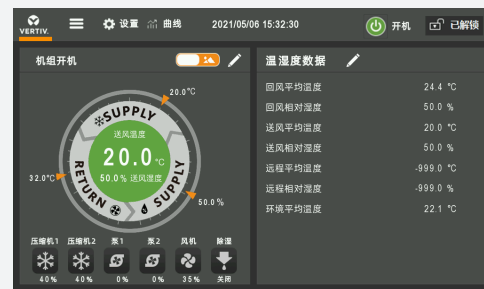 VERTIV.
设置
曲线
2021/05/06 15:32:30
开机
已解锁
机组开机
温湿度数据
20.0℃
SUPPLY
送风温度
20.0℃
50.0% 送风湿度
RETURN
SUPPLY
32.0℃
50.0%
压缩机1 压缩机2 泵1 泵2 风机 除湿
40% 40% 0% 0% 35% 关闭
回风平均温度 24.4 ℃
回风相对湿度 50.0 %
送风平均温度 20.0 ℃
送风相对湿度 50.0 %
远程平均温度 -999.0 ℃
远程相对湿度 -999.0 %
环境平均温度 22.1 ℃